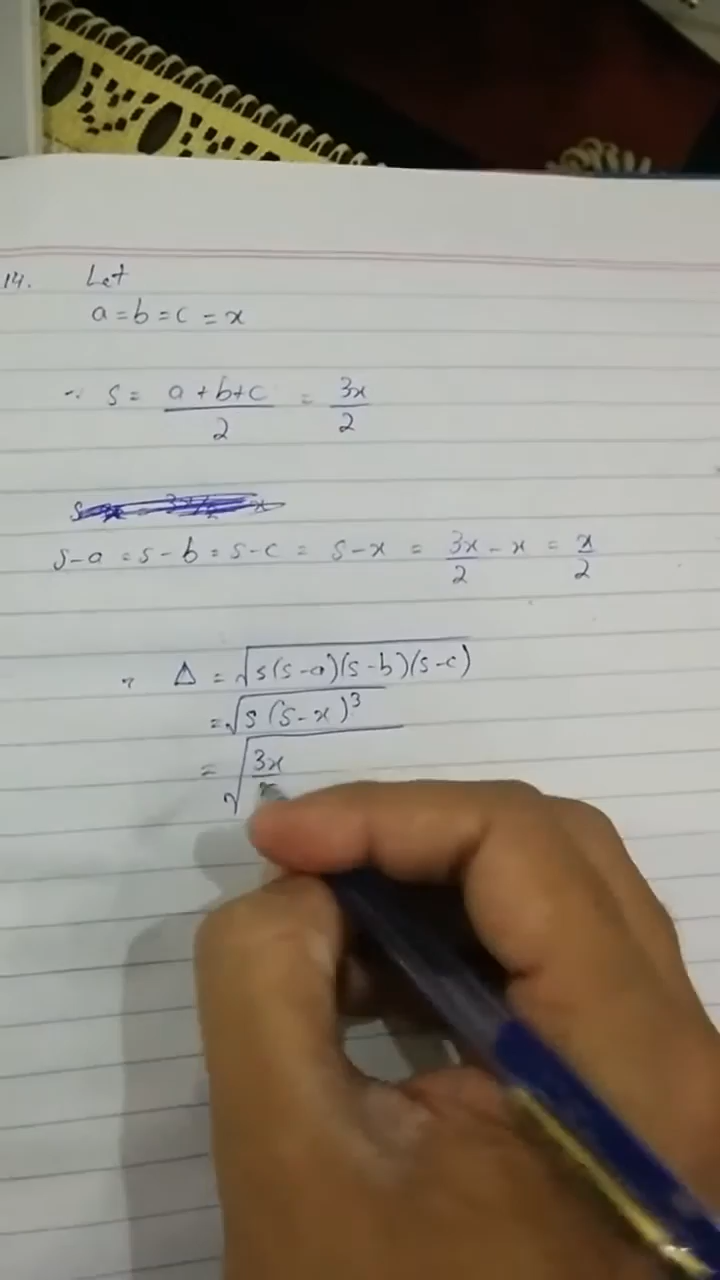 14. Let
a = b = c = x
∵ s = a + b + c / 2 = 3x / 2
s - a = s - b = s - c = s - x = 3x / 2 - x = x / 2
∴ Δ = √s(s-a)(s-b)(s-c)
= √s(s-x)³
= √3x